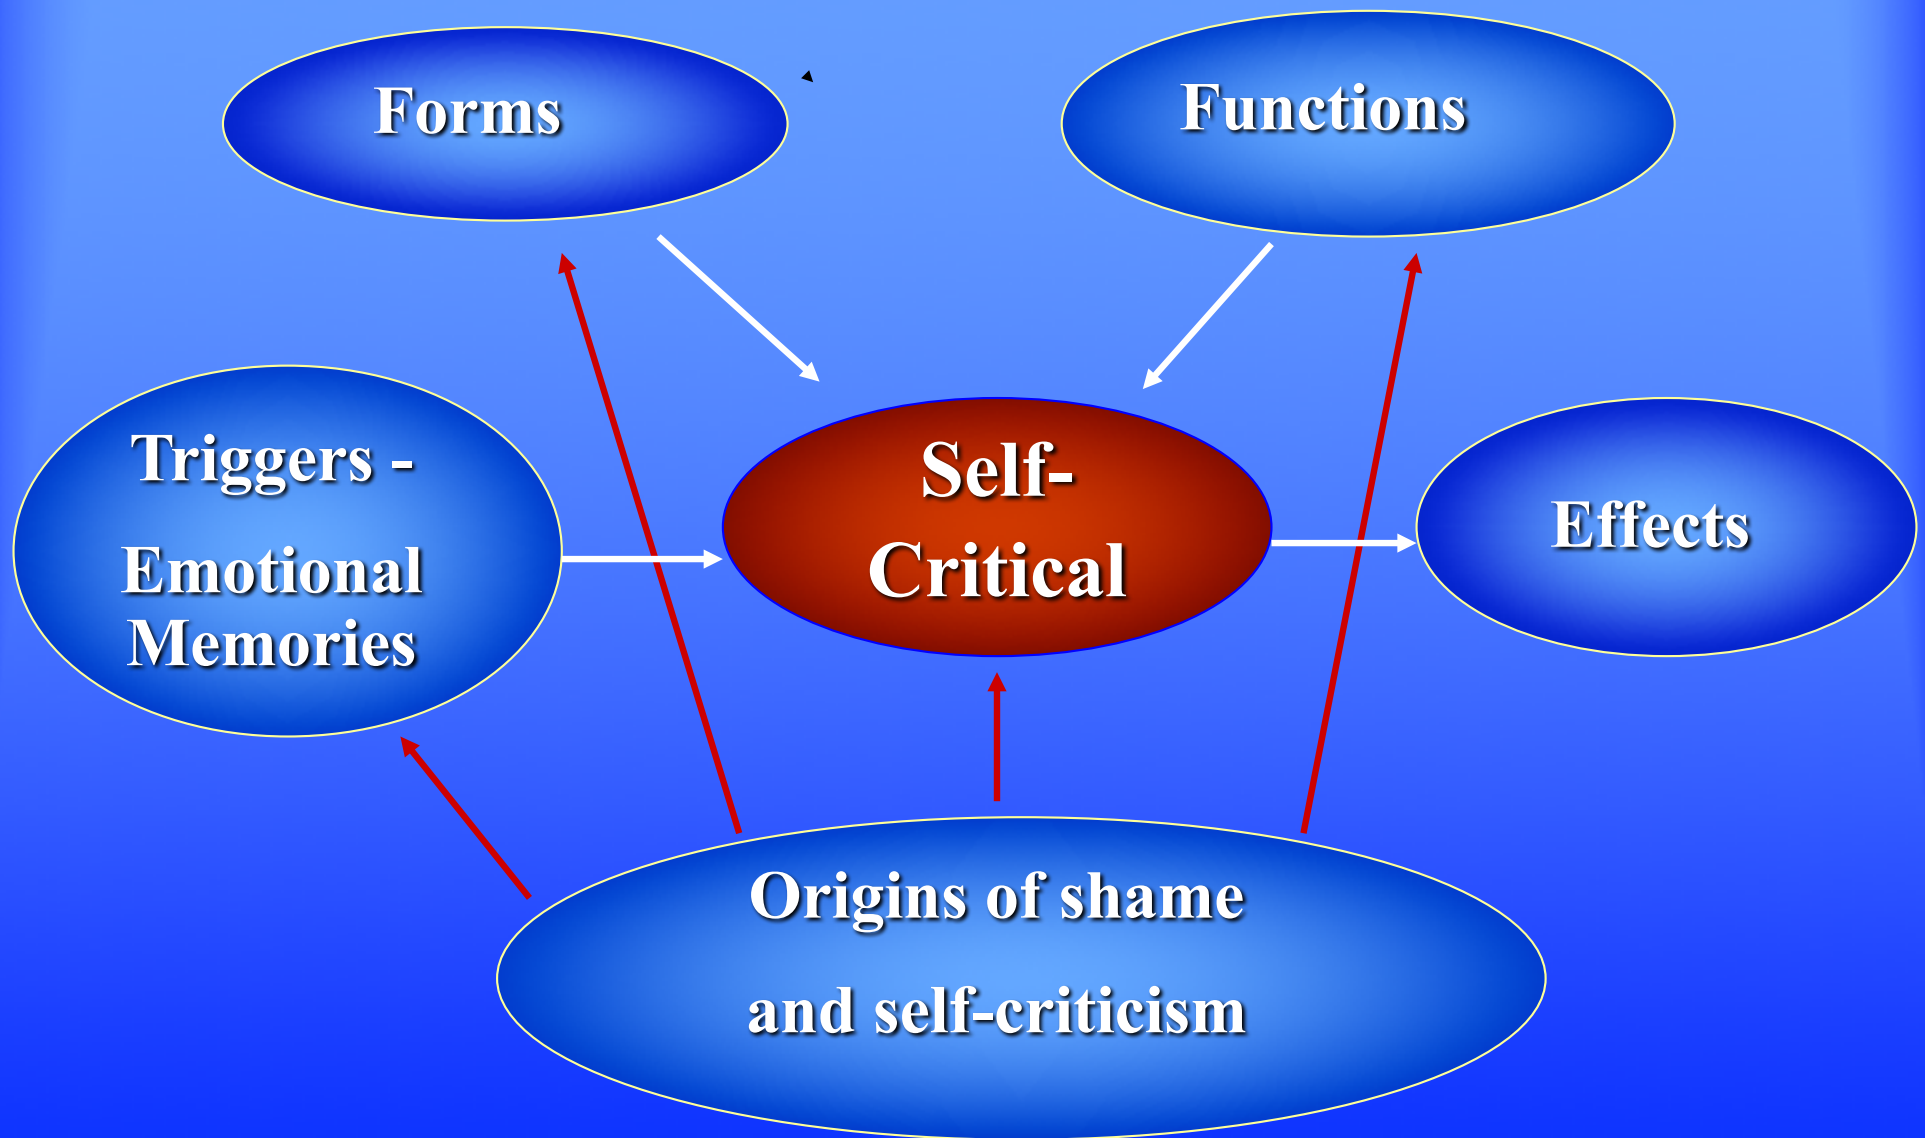 Forms
Functions
Triggers -
Emotional
Memories
Self-
Critical
Effects
Origins of shame
and self-criticism